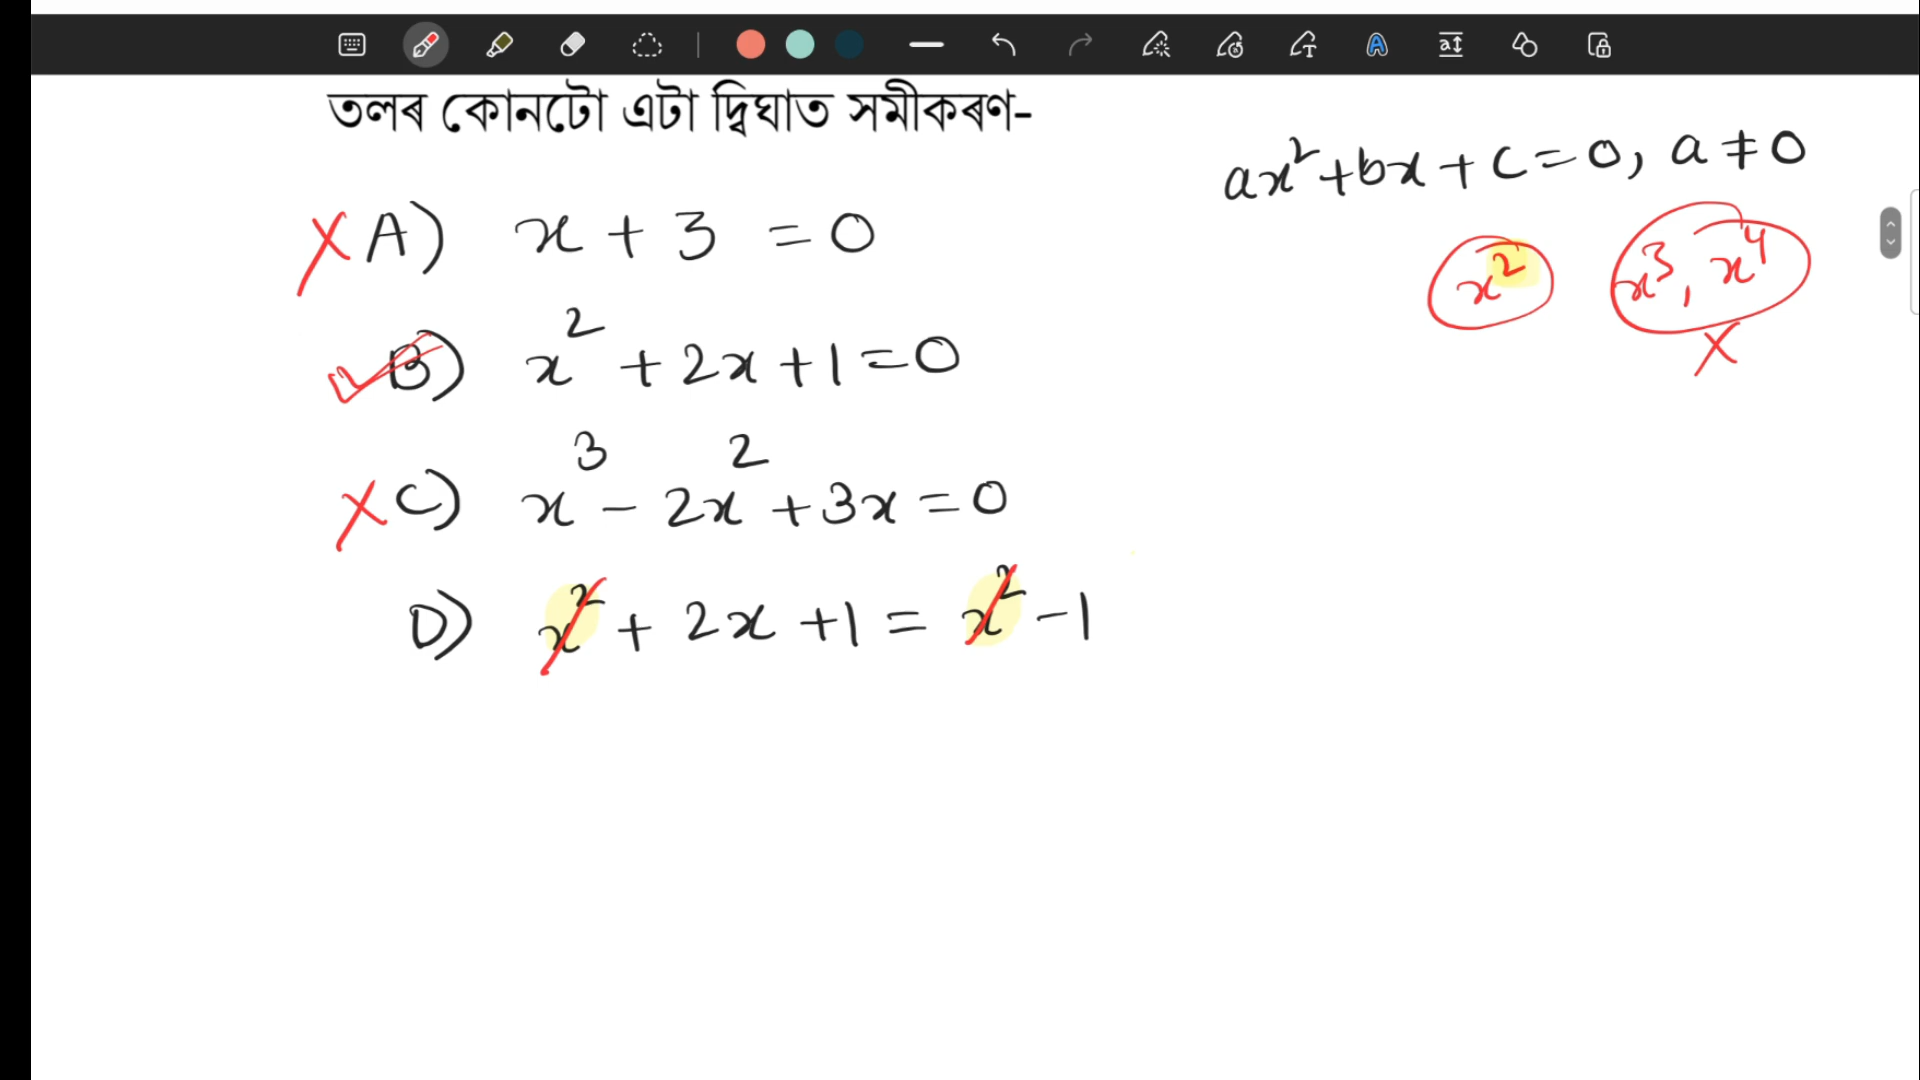 তলৰ কোনটো এটা দ্বিঘাত সমীকৰণ-
ax²+bx+c=0, a≠0
X A) x + 3 = 0
x²  x³, x⁴
X
B) x² + 2x + 1 = 0
X C) x³ - 2x² + 3x = 0
D) x² + 2x + 1 = x² - 1